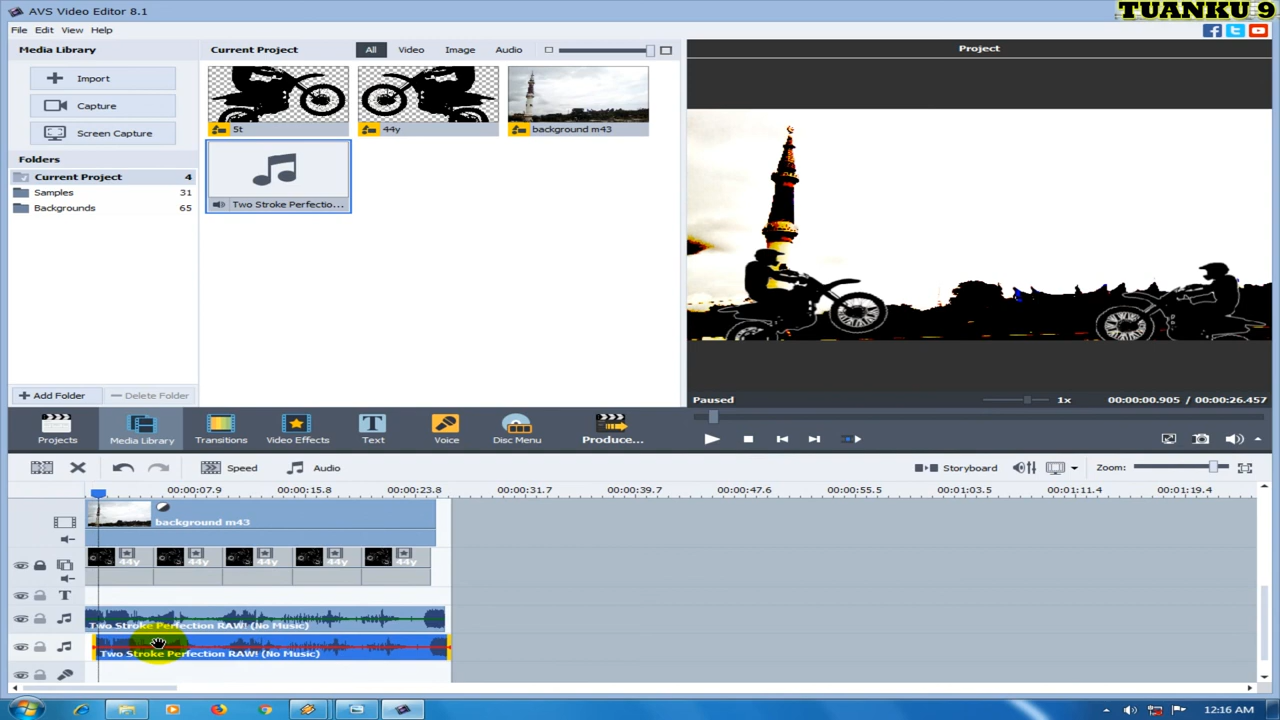 AVS Video Editor 8.1
TUANKU 9
File Edit View Help
Media Library
Current Project
All Video Image Audio
Project
Import
Capture
Screen Capture
5t
44y
background m43
Folders
Current Project 4
Samples 31
Backgrounds 65
Two Stroke Perfectio...
Add Folder
Delete Folder
Paused
1x
00:00:00.905 / 00:00:26.457
Projects
Media Library
Transitions
Video Effects
Text
Voice
Disc Menu
Produce...
Speed
Audio
Storyboard
Zoom:
00:00:07.9 00:00:15.8 00:00:23.8 00:00:31.7 00:00:39.7 00:00:47.6 00:00:55.5 00:01:03.5 00:01:11.4 00:01:19.4
background m43
44y 44y 44y 44y 44y
Two Stroke Perfection RAW! (No Music)
Two Stroke Perfection RAW! (No Music)
12:16 AM